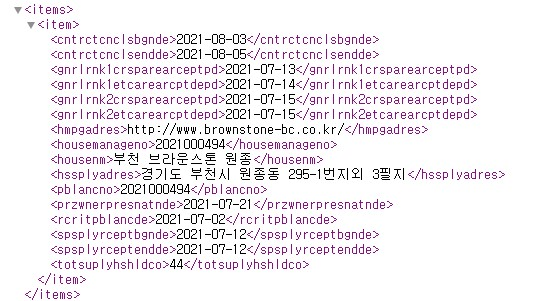 ▼<items>
▼<item>
<cntrctcnclsbgnde>2021-08-03</cntrctcnclsbgnde>
<cntrctcnclsendde>2021-08-05</cntrctcnclsendde>
<gnrlrnk1crsparearceptpd>2021-07-13</gnrlrnk1crsparearceptpd>
<gnrlrnk1etcarearcptpd>2021-07-14</gnrlrnk1etcarearcptpd>
<gnrlrnk2crsparearceptpd>2021-07-15</gnrlrnk2crsparearceptpd>
<gnrlrnk2etcarearcptpd>2021-07-15</gnrlrnk2etcarearcptpd>
<hmpgadres>http://www.brownstone-bc.co.kr/</hmpgadres>
<housemanageno>2021000494</housemanageno>
<housenm>부천 브라운스톤 원종</housenm>
<hssplyadres>경기도 부천시 원종동 295-1번지외 3필지</hssplyadres>
<pblancno>2021000494</pblancno>
<przwnerpresnatnde>2021-07-21</przwnerpresnatnde>
<rcritpblancde>2021-07-02</rcritpblancde>
<spsplyrceptbgnde>2021-07-12</spsplyrceptbgnde>
<spsplyrceptendde>2021-07-12</spsplyrceptendde>
<totsuplyhshldco>44</totsuplyhshldco>
</item>
</items>